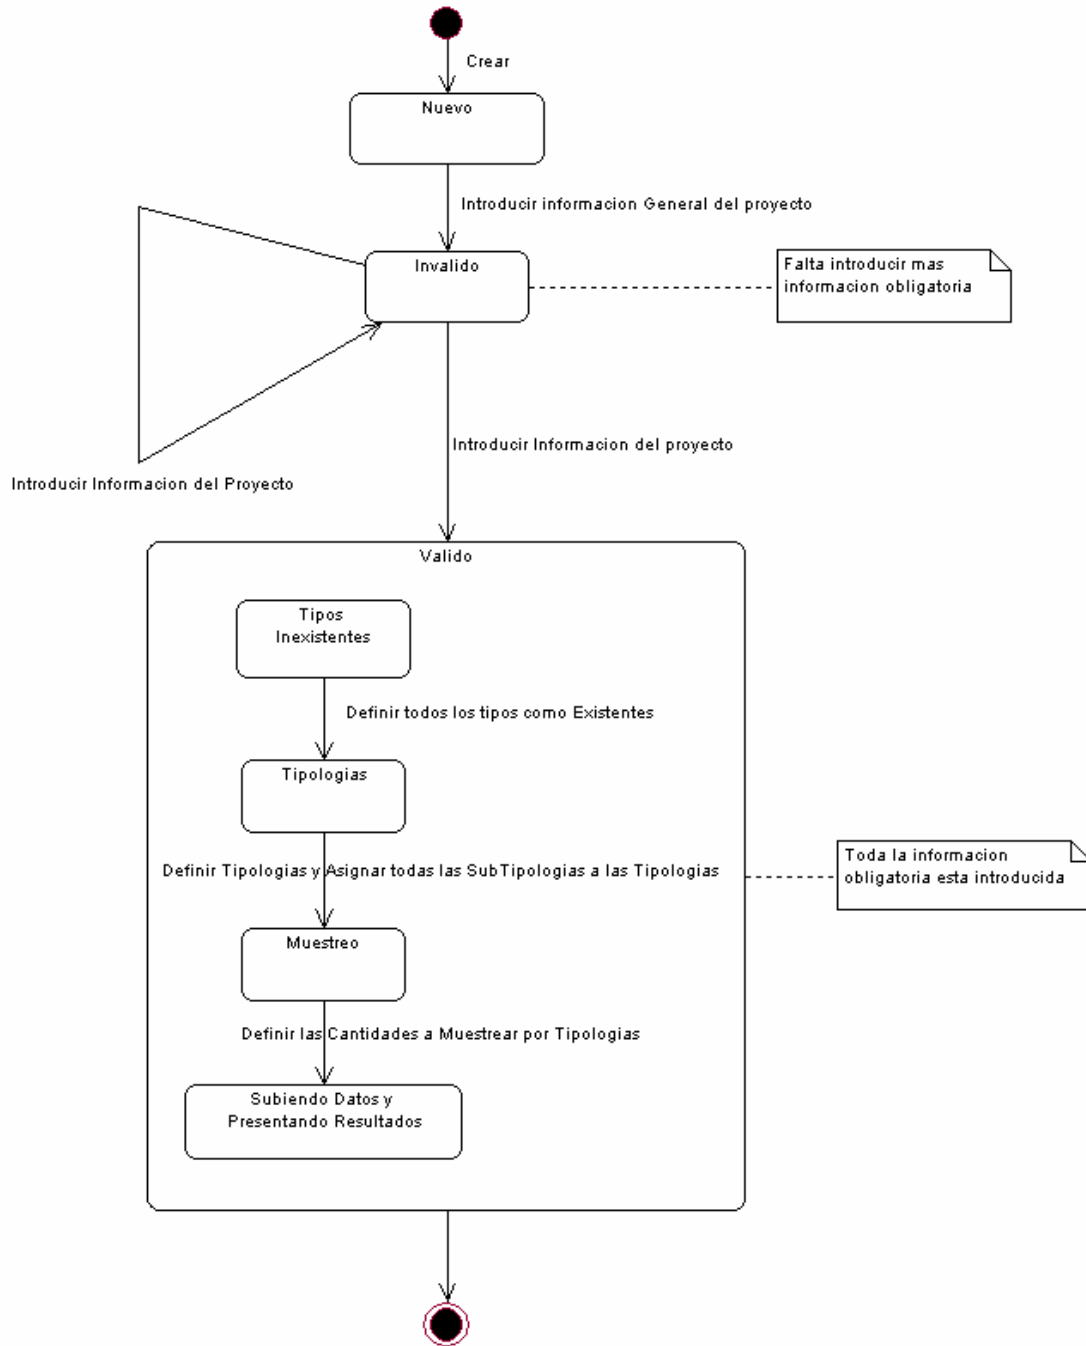 Crear
Nuevo
Introducir informacion General del proyecto
Invalido
Falta introducir mas
informacion obligatoria
Introducir Informacion del proyecto
Introducir Informacion del Proyecto
Valido
Tipos
Inexistentes
Definir todos los tipos como Existentes
Tipologias
Definir Tipologias y Asignar todas las SubTipologias a las Tipologias
Toda la informacion
obligatoria esta introducida
Muestreo
Definir las Cantidades a Muestrear por Tipologias
Subiendo Datos y
Presentando Resultados